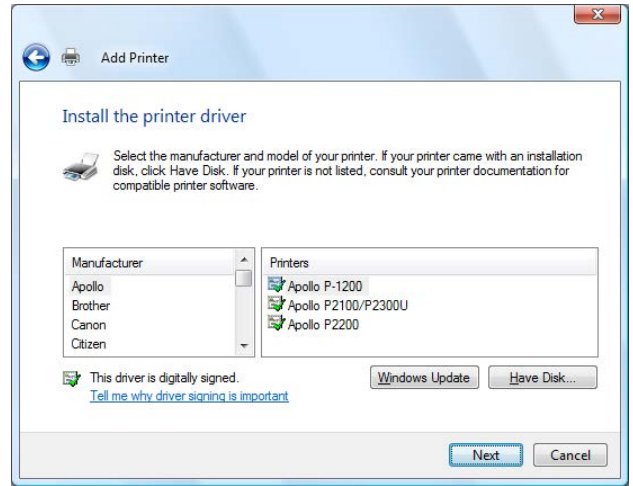 Add Printer
Install the printer driver
Select the manufacturer and model of your printer. If your printer came with an installation
disk, click Have Disk. If your printer is not listed, consult your printer documentation for
compatible printer software.
Manufacturer
Apollo
Brother
Canon
Citizen
Printers
Apollo P-1200
Apollo P2100/P2300U
Apollo P2200
This driver is digitally signed.
Tell me why driver signing is important
Windows Update
Have Disk...
Next
Cancel